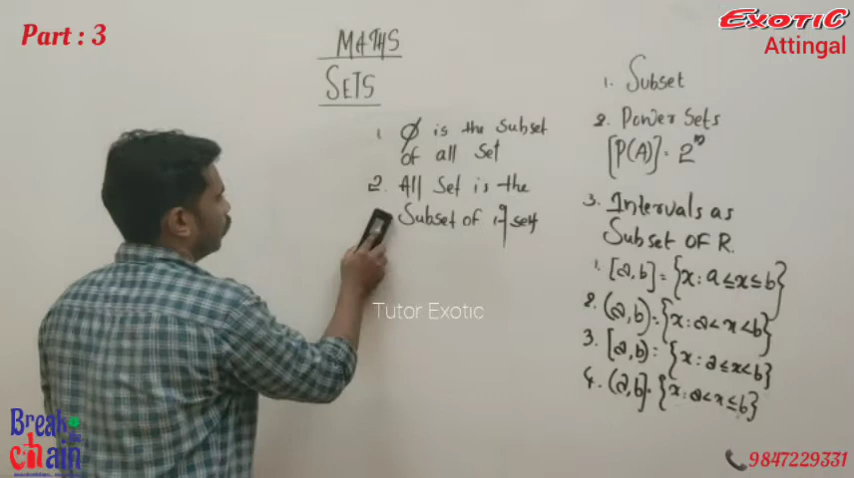 Part : 3
EXOTIC
Attingal
MATHS
SETS
1. ϕ is the subset
of all set
2. All Set is the
Subset of itself
1. Subset
2. Power Sets
[P(A)] = 2ⁿ
3. Intervals as
Subset OF R.
1. [a,b] = {x : a ≤ x ≤ b}
2. (a,b) = {x : a < x < b}
3. [a,b) = {x : a ≤ x < b}
4. (a,b] = {x : a < x ≤ b}
Tutor Exotic
Break
the
chain
9847229331